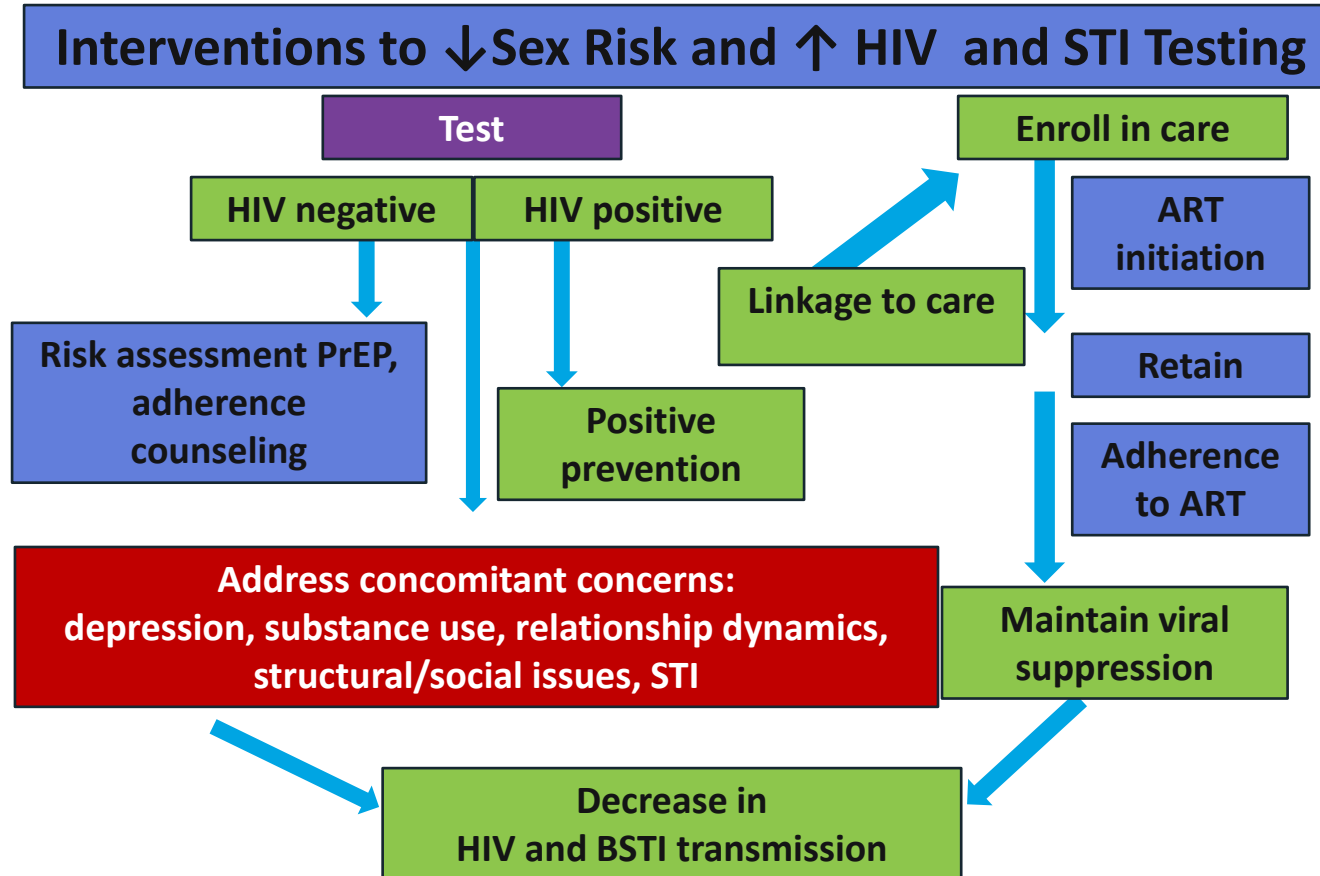 Interventions to ↓Sex Risk and ↑ HIV and STI Testing
Test
HIV negative
HIV positive
Risk assessment PrEP,
adherence
counseling
Positive
prevention
Linkage to care
Enroll in care
ART
initiation
Retain
Adherence
to ART
Address concomitant concerns:
depression, substance use, relationship dynamics,
structural/social issues, STI
Maintain viral
suppression
Decrease in
HIV and BSTI transmission